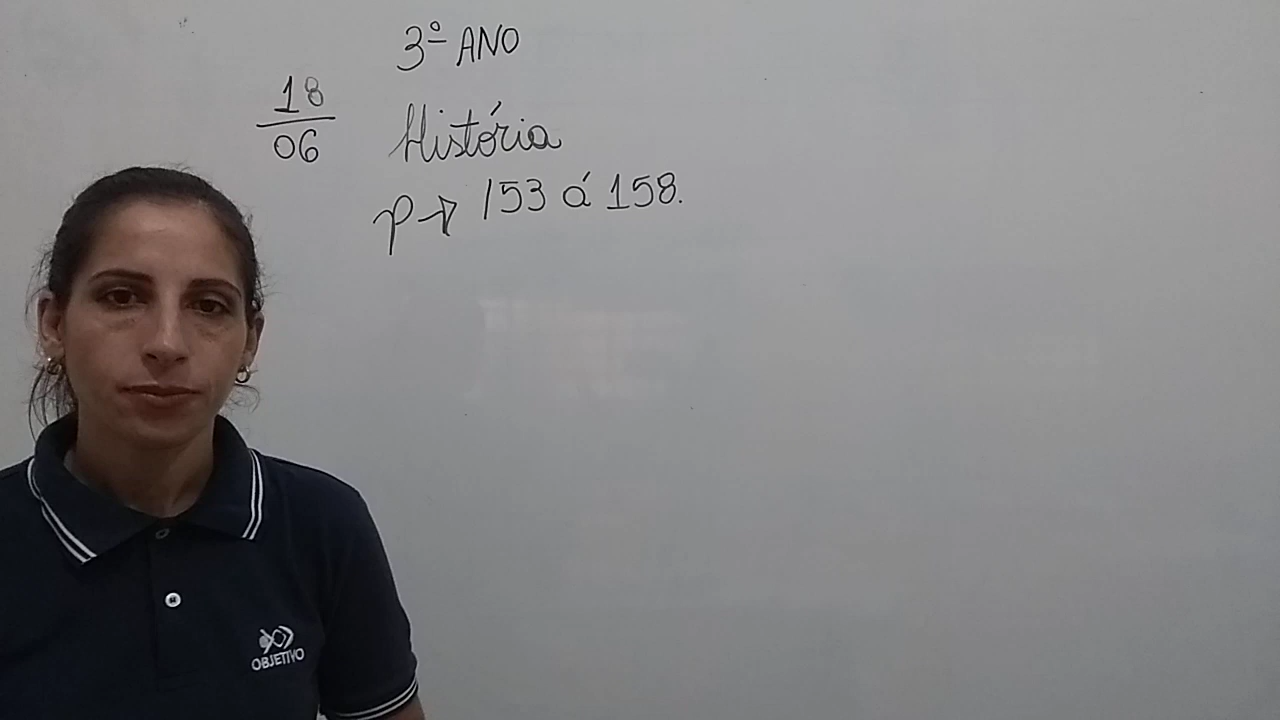 3º ANO
18
06
História
p→ 153 á 158.
OBJETIVO